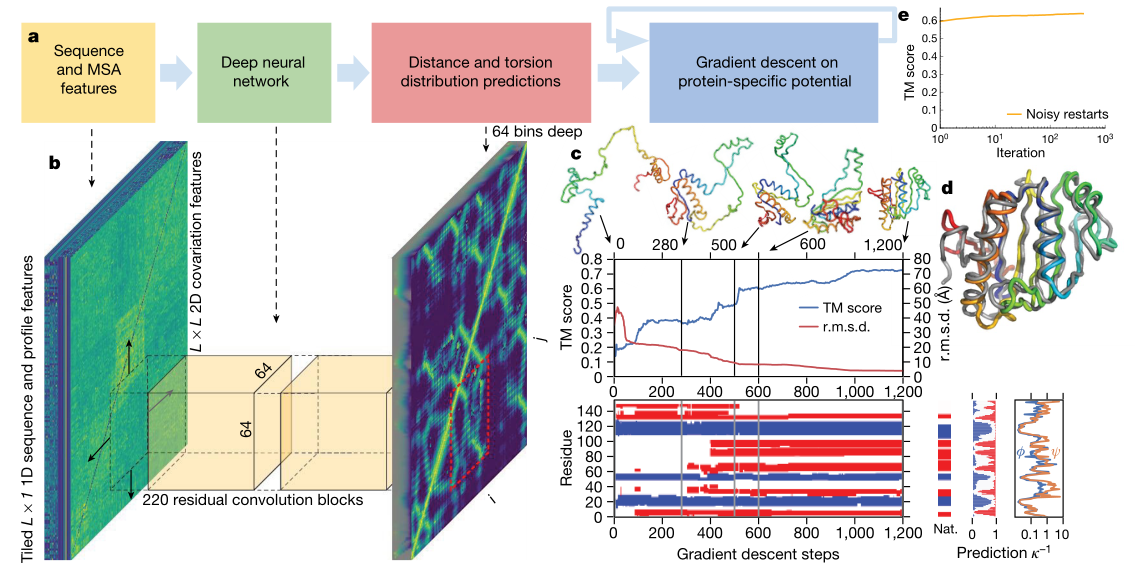 a
Sequence
and MSA
features
Deep neural
network
Distance and torsion
distribution predictions
Gradient descent on
protein-specific potential
e
TM score
0.6
0.5
0.4
0.3
0.2
0.1
0
Noisy restarts
10⁰ 10¹ 10² 10³
Iteration
b
Tiled L × 1 1D sequence and profile features
L × L 2D covariation features
64
64
220 residual convolution blocks
64 bins deep
j
i
c
0 280 500 600 1,200
TM score
0.8
0.7
0.6
0.5
0.4
0.3
0.2
0.1
0
TM score
r.m.s.d.
80
70
60
50
40
30
20
10
0
r.m.s.d. (Å)
0 200 400 600 800 1,000 1,200
Residue
140
120
100
80
60
40
20
0
0 200 400 600 800 1,000 1,200
Gradient descent steps
d
Nat.
0 1
ϕ ψ
0.1 1 10
Prediction κ⁻¹